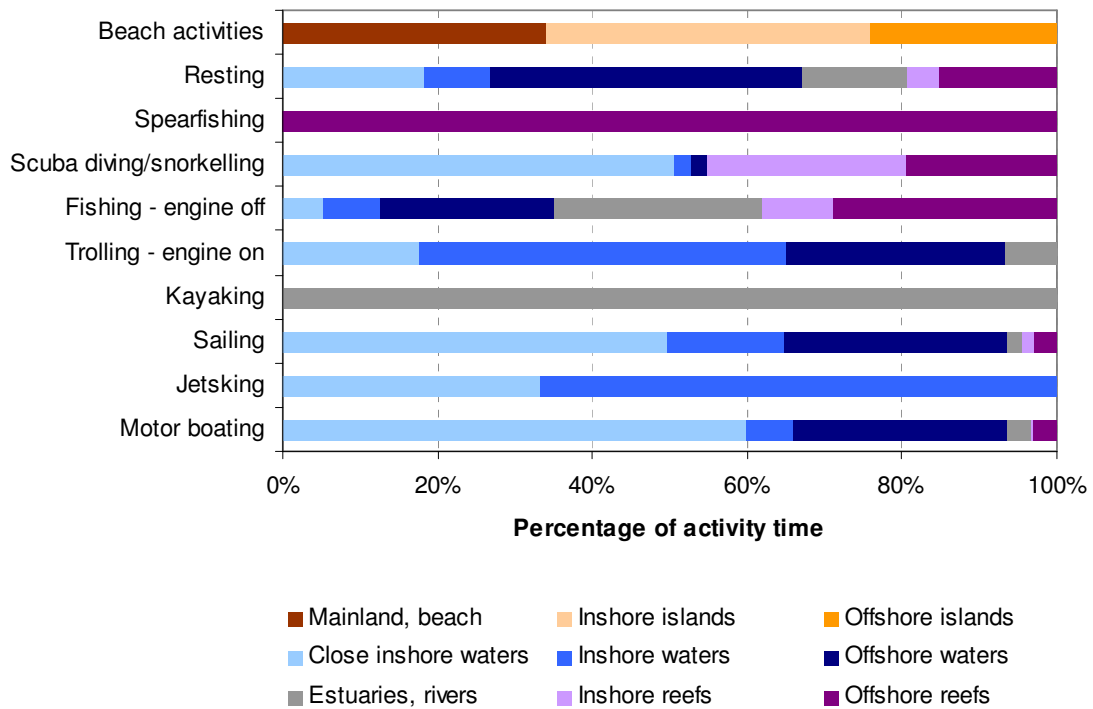 Beach activities
Resting
Spearfishing
Scuba diving/snorkelling
Fishing - engine off
Trolling - engine on
Kayaking
Sailing
Jetsking
Motor boating
0% 20% 40% 60% 80% 100%
Percentage of activity time
Mainland, beach Inshore islands Offshore islands
Close inshore waters Inshore waters Offshore waters
Estuaries, rivers Inshore reefs Offshore reefs